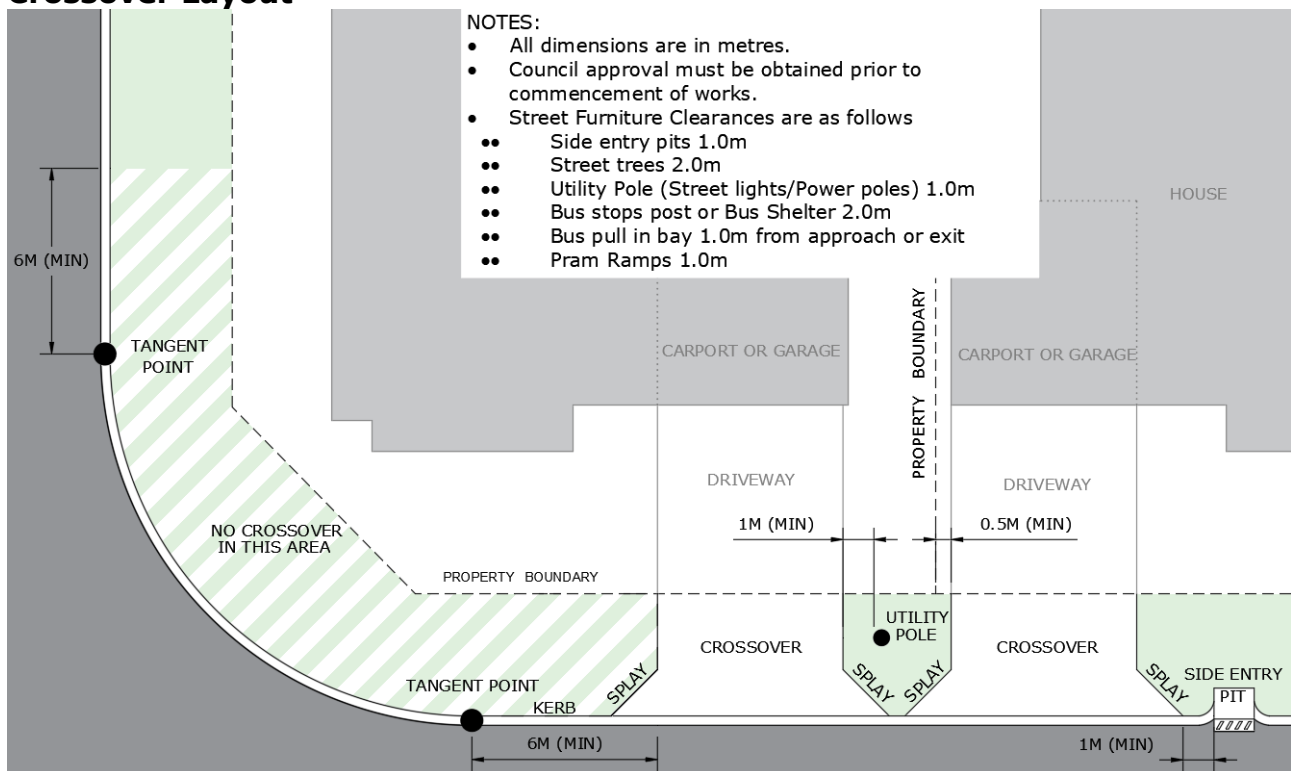 Crossover Layout
NOTES:
• All dimensions are in metres.
• Council approval must be obtained prior to
commencement of works.
• Street Furniture Clearances are as follows
•• Side entry pits 1.0m
•• Street trees 2.0m
•• Utility Pole (Street lights/Power poles) 1.0m
•• Bus stops post or Bus Shelter 2.0m
•• Bus pull in bay 1.0m from approach or exit
•• Pram Ramps 1.0m
HOUSE
6M (MIN)
TANGENT
POINT
CARPORT OR GARAGE
PROPERTY BOUNDARY
CARPORT OR GARAGE
DRIVEWAY
DRIVEWAY
NO CROSSOVER
IN THIS AREA
1M (MIN)
0.5M (MIN)
PROPERTY BOUNDARY
UTILITY
POLE
CROSSOVER
CROSSOVER
TANGENT POINT
KERB
SPLAY
SPLAY
SPLAY
SPLAY
SIDE ENTRY
PIT
6M (MIN)
1M (MIN)